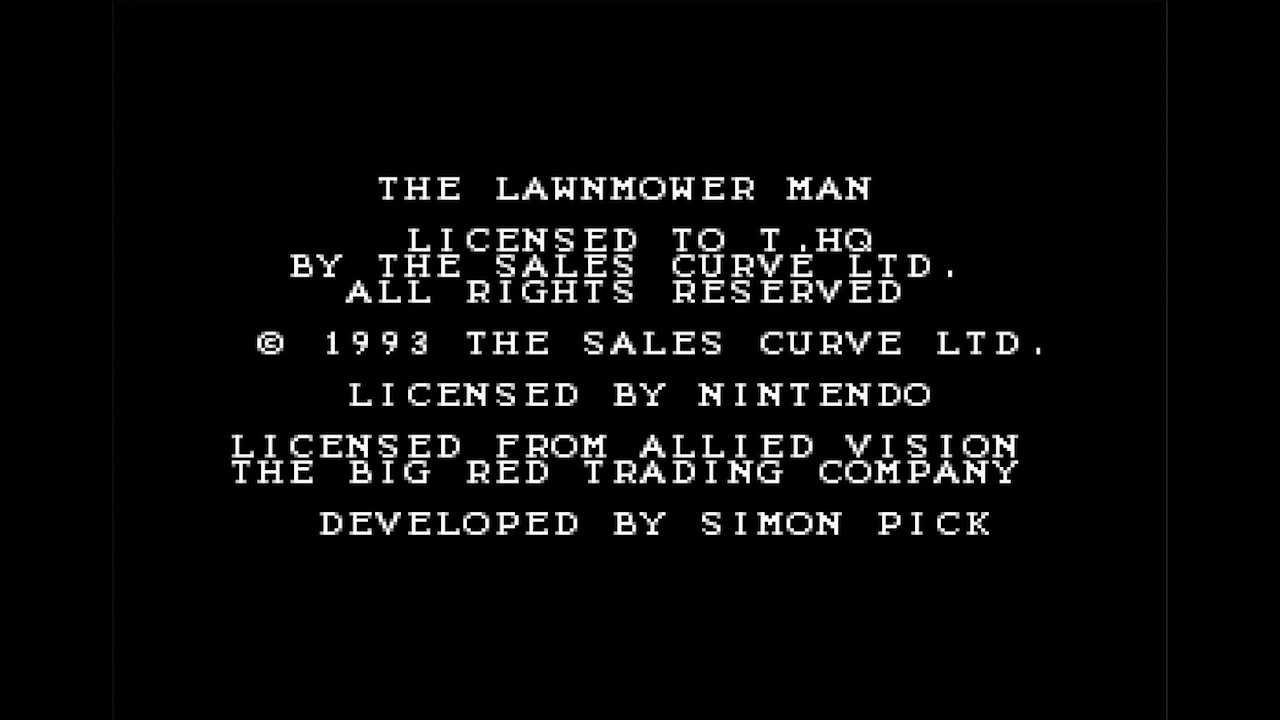 THE LAWNMOWER MAN
LICENSED TO T.HQ
BY THE SALES CURVE LTD.
ALL RIGHTS RESERVED
© 1993 THE SALES CURVE LTD.
LICENSED BY NINTENDO
LICENSED FROM ALLIED VISION
THE BIG RED TRADING COMPANY
DEVELOPED BY SIMON PICK